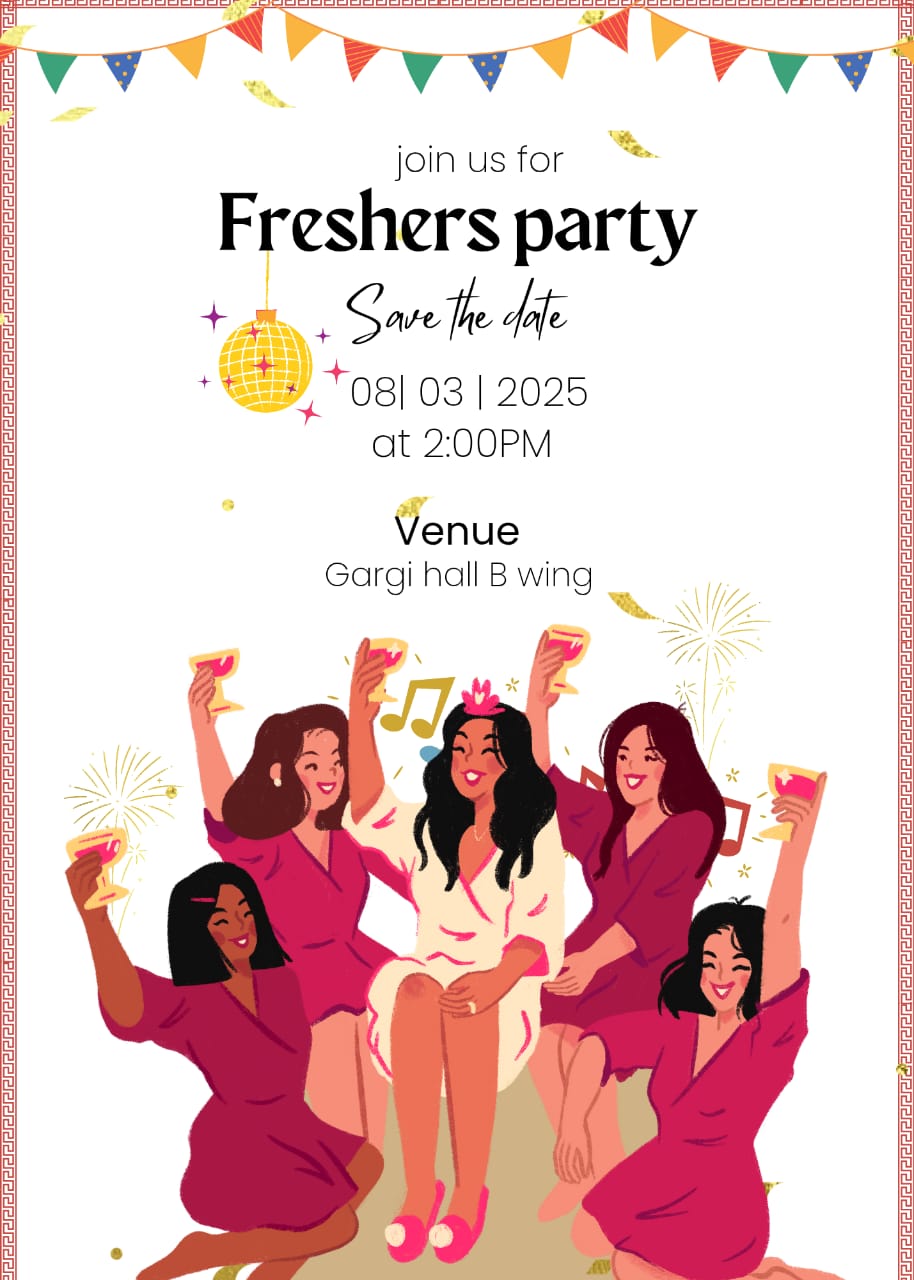 join us for
Freshers party
Save the date
08| 03 | 2025
at 2:00PM
Venue
Gargi hall B wing